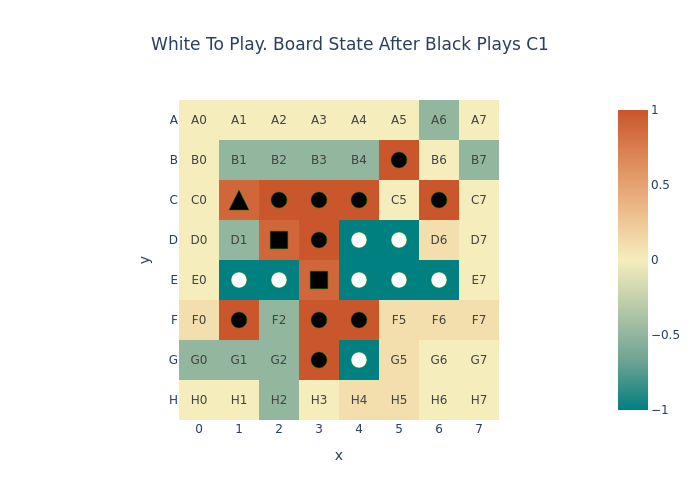 White To Play. Board State After Black Plays C1
A A0 A1 A2 A3 A4 A5 A6 A7
B B0 B1 B2 B3 B4 B6 B7
C C0 C5 C7
D D0 D1 D6 D7
E E0 E7
F F0 F2 F5 F6 F7
G G0 G1 G2 G5 G6 G7
H H0 H1 H2 H3 H4 H5 H6 H7
0 1 2 3 4 5 6 7
x
y
1
0.5
0
−0.5
−1